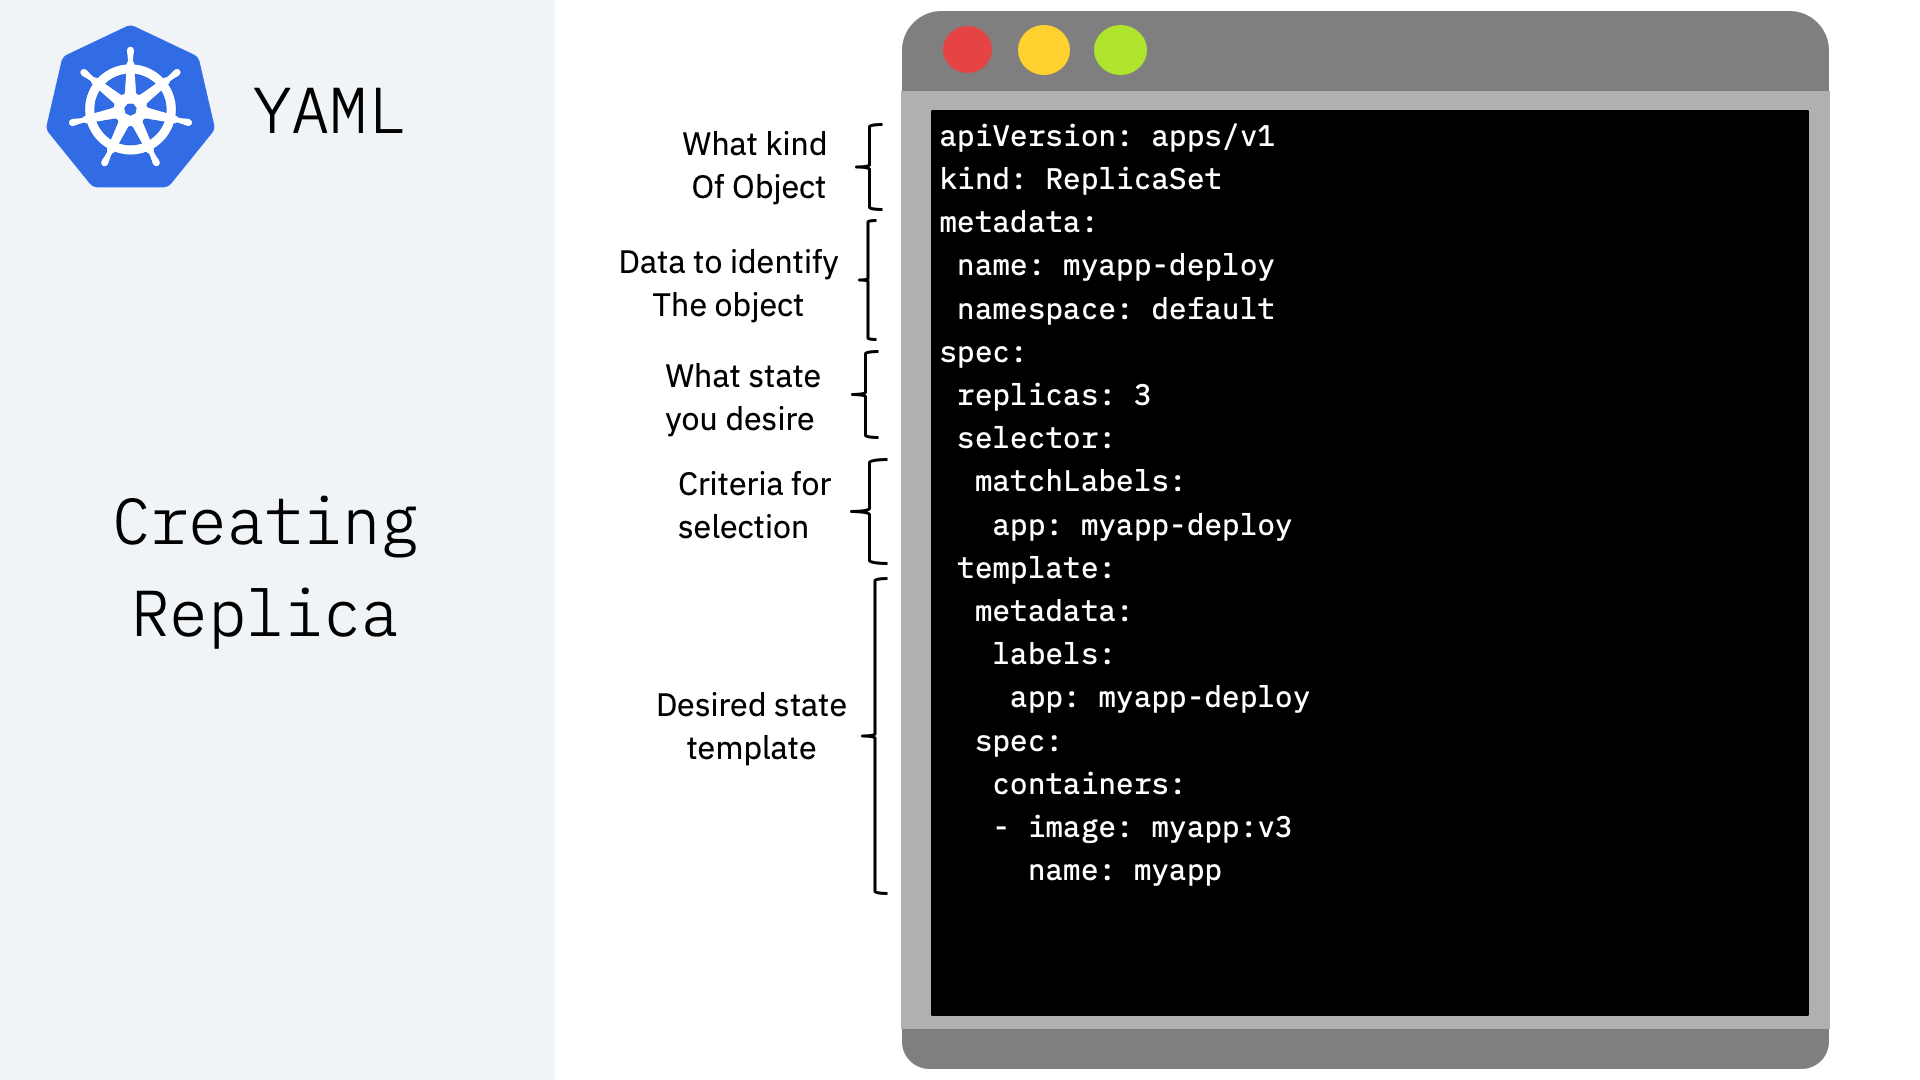 YAML
Creating
Replica
What kind
Of Object
Data to identify
The object
What state
you desire
Criteria for
selection
Desired state
template
apiVersion: apps/v1
kind: ReplicaSet
metadata:
 name: myapp-deploy
 namespace: default
spec:
 replicas: 3
 selector:
  matchLabels:
   app: myapp-deploy
 template:
  metadata:
   labels:
    app: myapp-deploy
  spec:
   containers:
   - image: myapp:v3
     name: myapp